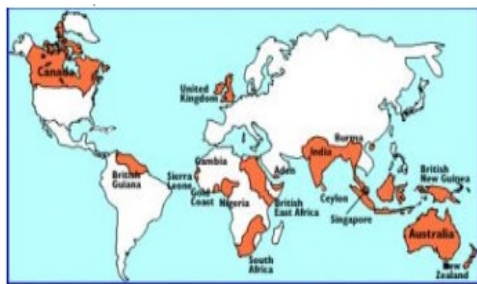 Canada
United
Kingdom
British
Guiana
Gambia
Sierra
Leone
Gold
Coast
Nigeria
Aden
British
East Africa
South
Africa
India
Burma
Ceylon
Singapore
British
New Guinea
Australia
New
Zealand